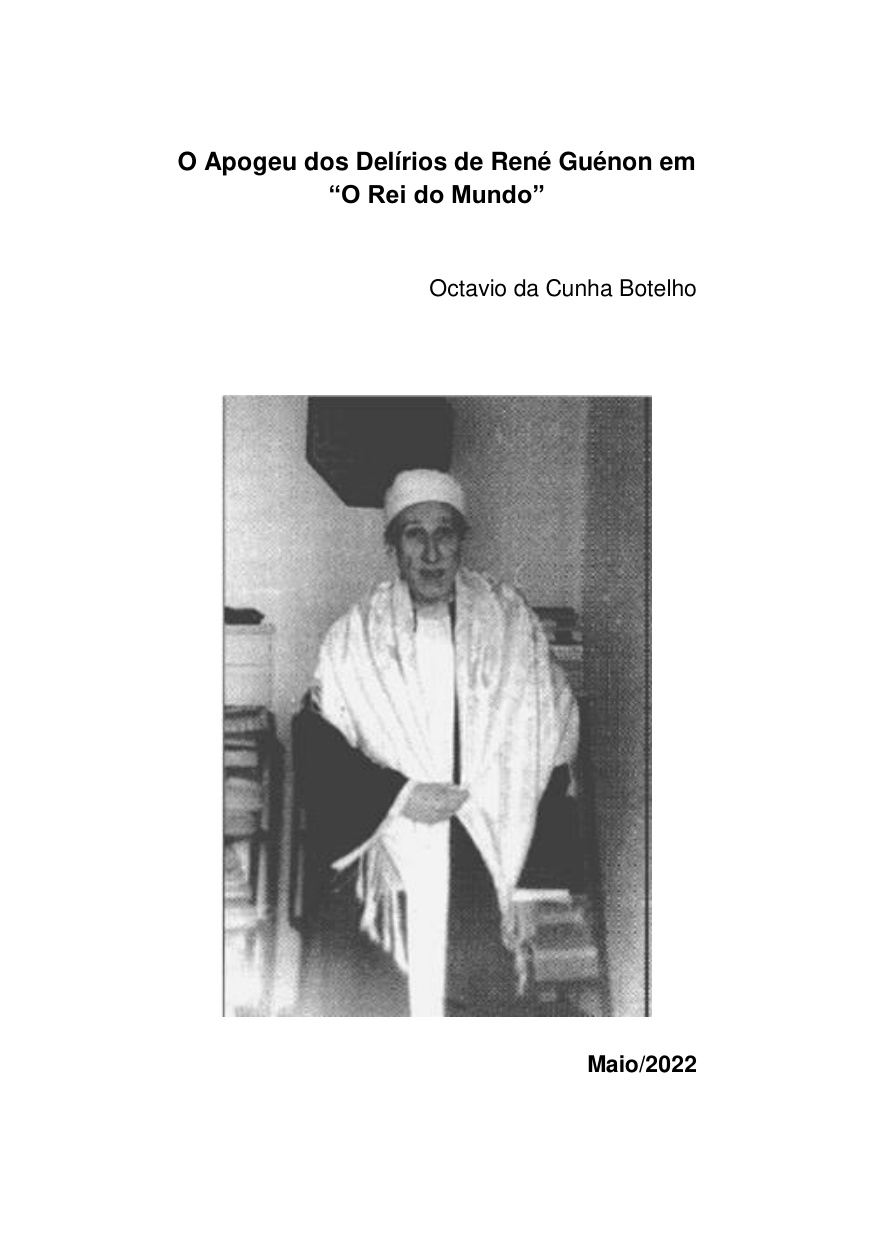 O Apogeu dos Delírios de René Guénon em
“O Rei do Mundo”
Octavio da Cunha Botelho
Maio/2022